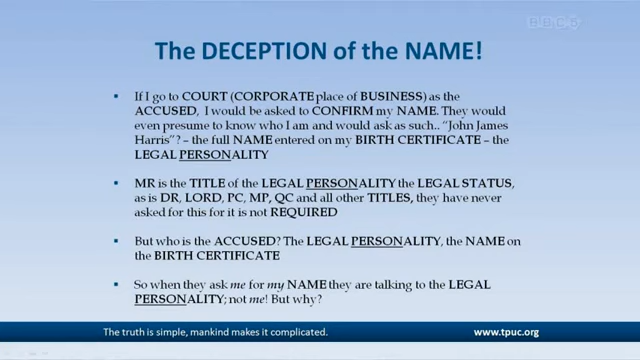 BBC 5
The DECEPTION of the NAME!
If I go to COURT (CORPORATE place of BUSINESS) as the
ACCUSED, I would be asked to CONFIRM my NAME. They would
even presume to know who I am and would ask as such.. “John James
Harris”? – the full NAME entered on my BIRTH CERTIFICATE – the
LEGAL PERSONALITY
MR is the TITLE of the LEGAL PERSONALITY the LEGAL STATUS,
as is DR, LORD, PC, MP, QC and all other TITLES, they have never
asked for this for it is not REQUIRED
But who is the ACCUSED? The LEGAL PERSONALITY, the NAME on
the BIRTH CERTIFICATE
So when they ask me for my NAME they are talking to the LEGAL
PERSONALITY; not me! But why?
The truth is simple, mankind makes it complicated.
www.tpuc.org